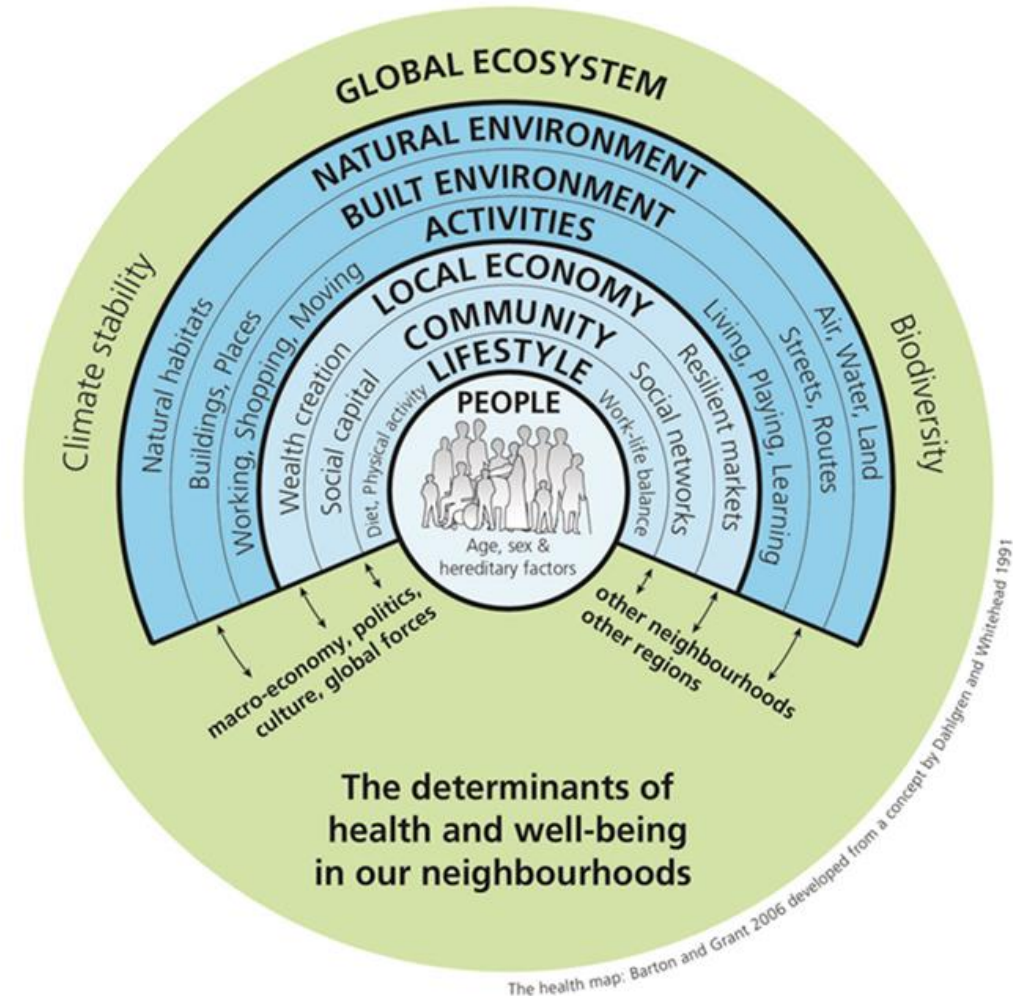 GLOBAL ECOSYSTEM
NATURAL ENVIRONMENT
BUILT ENVIRONMENT
ACTIVITIES
LOCAL ECONOMY
COMMUNITY
LIFESTYLE
PEOPLE
Age, sex &
hereditary factors
Climate stability
Natural habitats
Buildings, Places
Working, Shopping, Moving
Wealth creation
Social capital
Diet, Physical activity
Work-life balance
Social networks
Resilient markets
Living, Playing, Learning
Streets, Routes
Air, Water, Land
Biodiversity
macro-economy, politics,
culture, global forces
other neighbourhoods
other regions
The determinants of
health and well-being
in our neighbourhoods
The health map: Barton and Grant 2006 developed from a concept by Dahlgren and Whitehead 1991